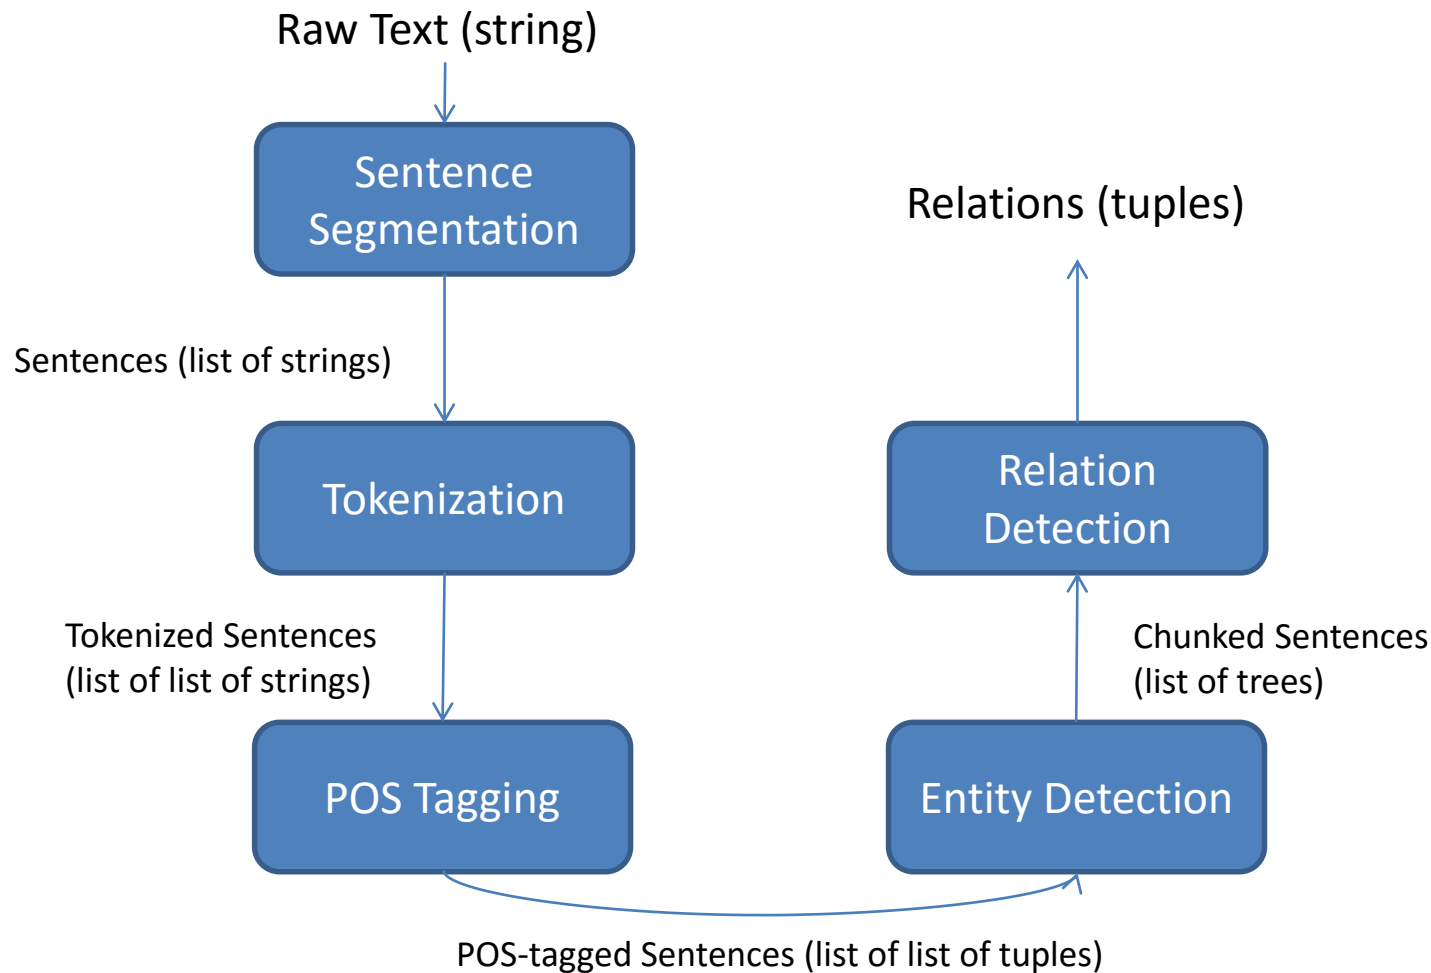 Raw Text (string)
Sentence
Segmentation
Sentences (list of strings)
Tokenization
Tokenized Sentences
(list of list of strings)
POS Tagging
POS-tagged Sentences (list of list of tuples)
Entity Detection
Chunked Sentences
(list of trees)
Relation
Detection
Relations (tuples)